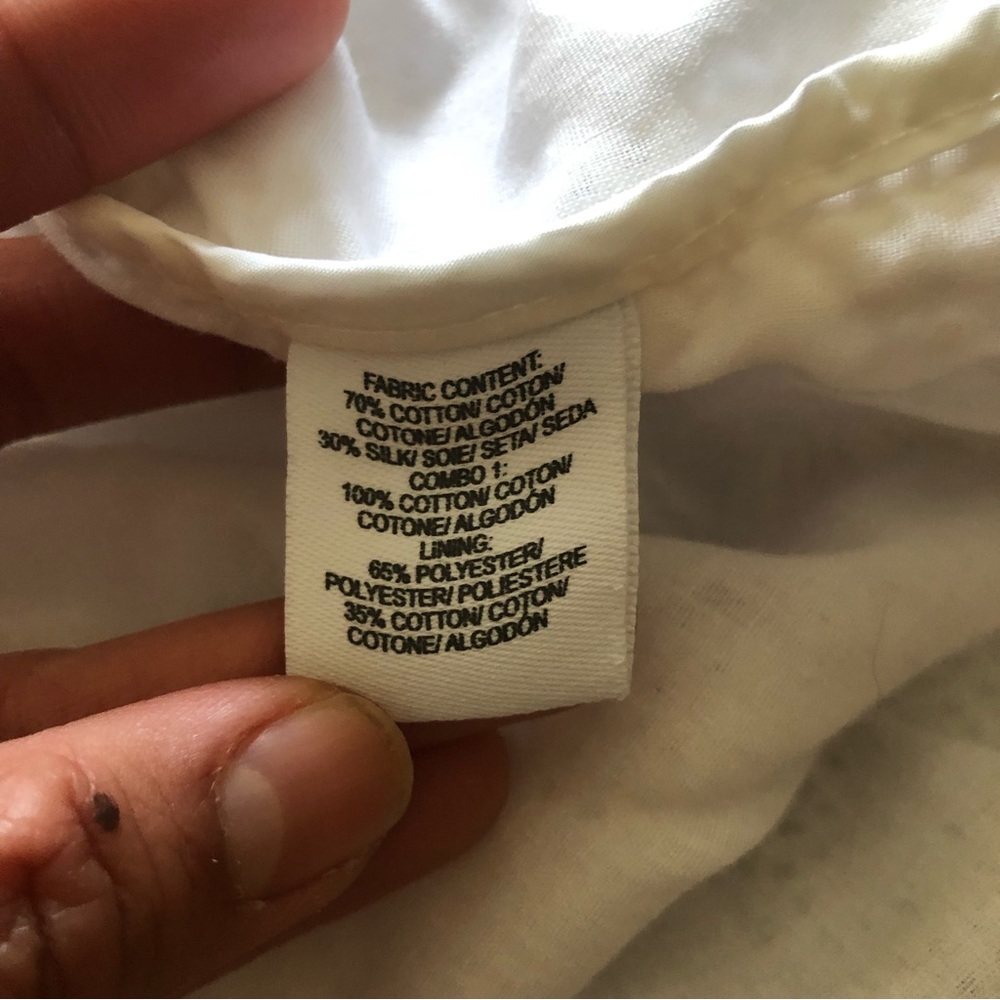 FABRIC CONTENT:
70% COTTON/ COTON/
COTONE/ ALGODÓN
30% SILK/ SOIE/ SETA/ SEDA
COMBO 1:
100% COTTON/ COTON/
COTONE/ ALGODÓN
LINING:
65% POLYESTER/
POLYESTER/ POLIESTERE
35% COTTON/ COTON/
COTONE/ ALGODÓN